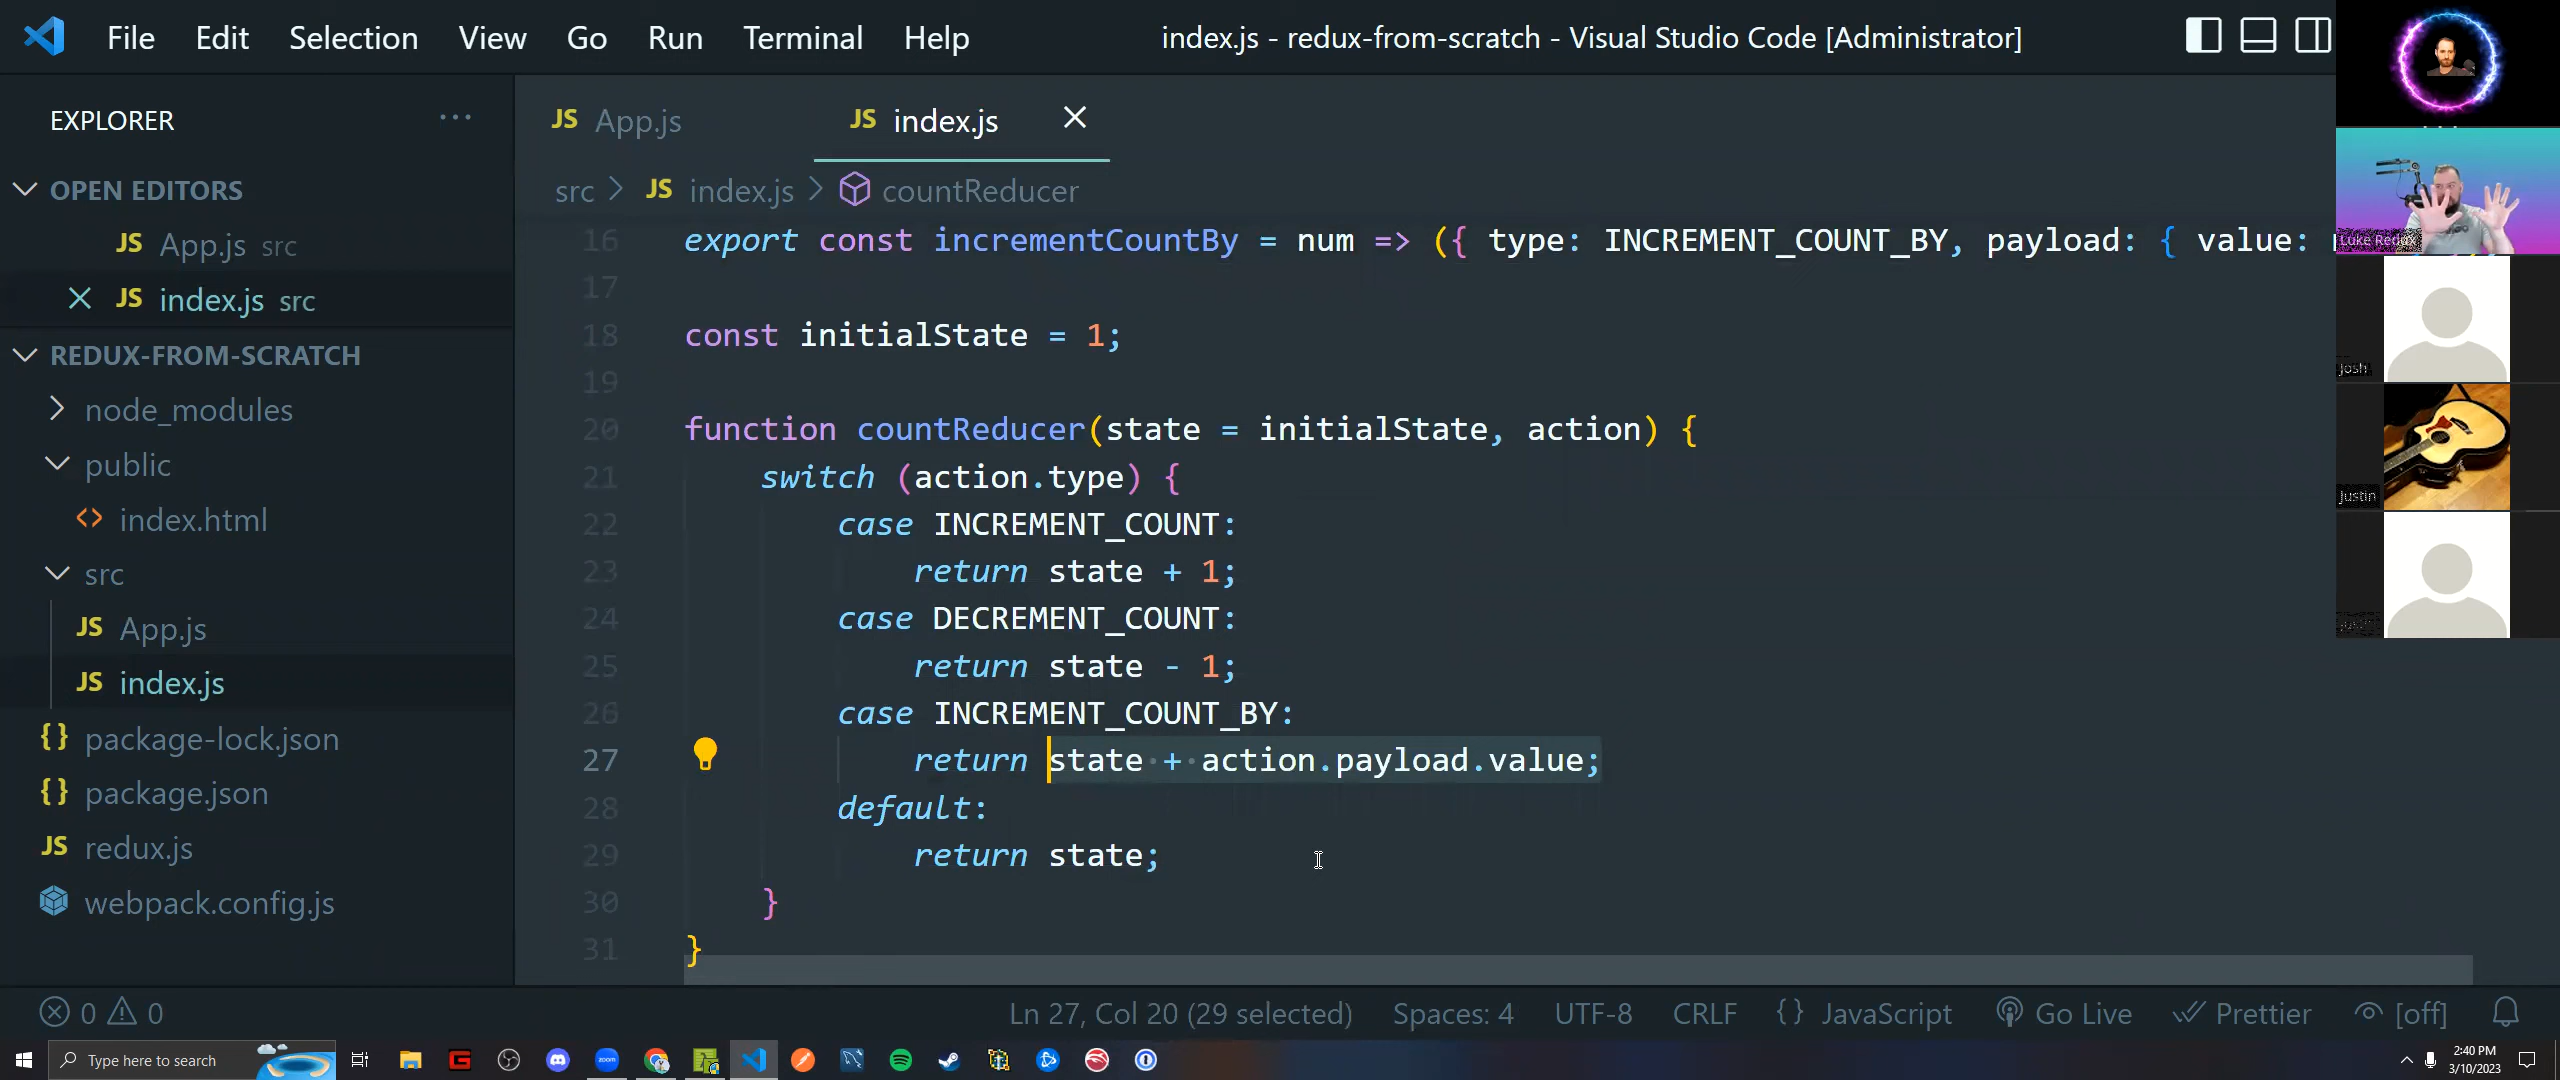 File Edit Selection View Go Run Terminal Help
index.js - redux-from-scratch - Visual Studio Code [Administrator]
EXPLORER
OPEN EDITORS
JS App.js src
JS index.js src
REDUX-FROM-SCRATCH
node_modules
public
index.html
src
JS App.js
JS index.js
{} package-lock.json
{} package.json
JS redux.js
webpack.config.js
JS App.js
JS index.js
src > JS index.js > countReducer
16 export const incrementCountBy = num => ({ type: INCREMENT_COUNT_BY, payload: { value:
17
18 const initialState = 1;
19
20 function countReducer(state = initialState, action) {
21 switch (action.type) {
22 case INCREMENT_COUNT:
23 return state + 1;
24 case DECREMENT_COUNT:
25 return state - 1;
26 case INCREMENT_COUNT_BY:
27 return state + action.payload.value;
28 default:
29 return state;
30 }
31 }
Luke Redux
Josh
Justin
0 0
Ln 27, Col 20 (29 selected) Spaces: 4 UTF-8 CRLF {} JavaScript Go Live Prettier [off]
Type here to search
zoom
2:40 PM
3/10/2023